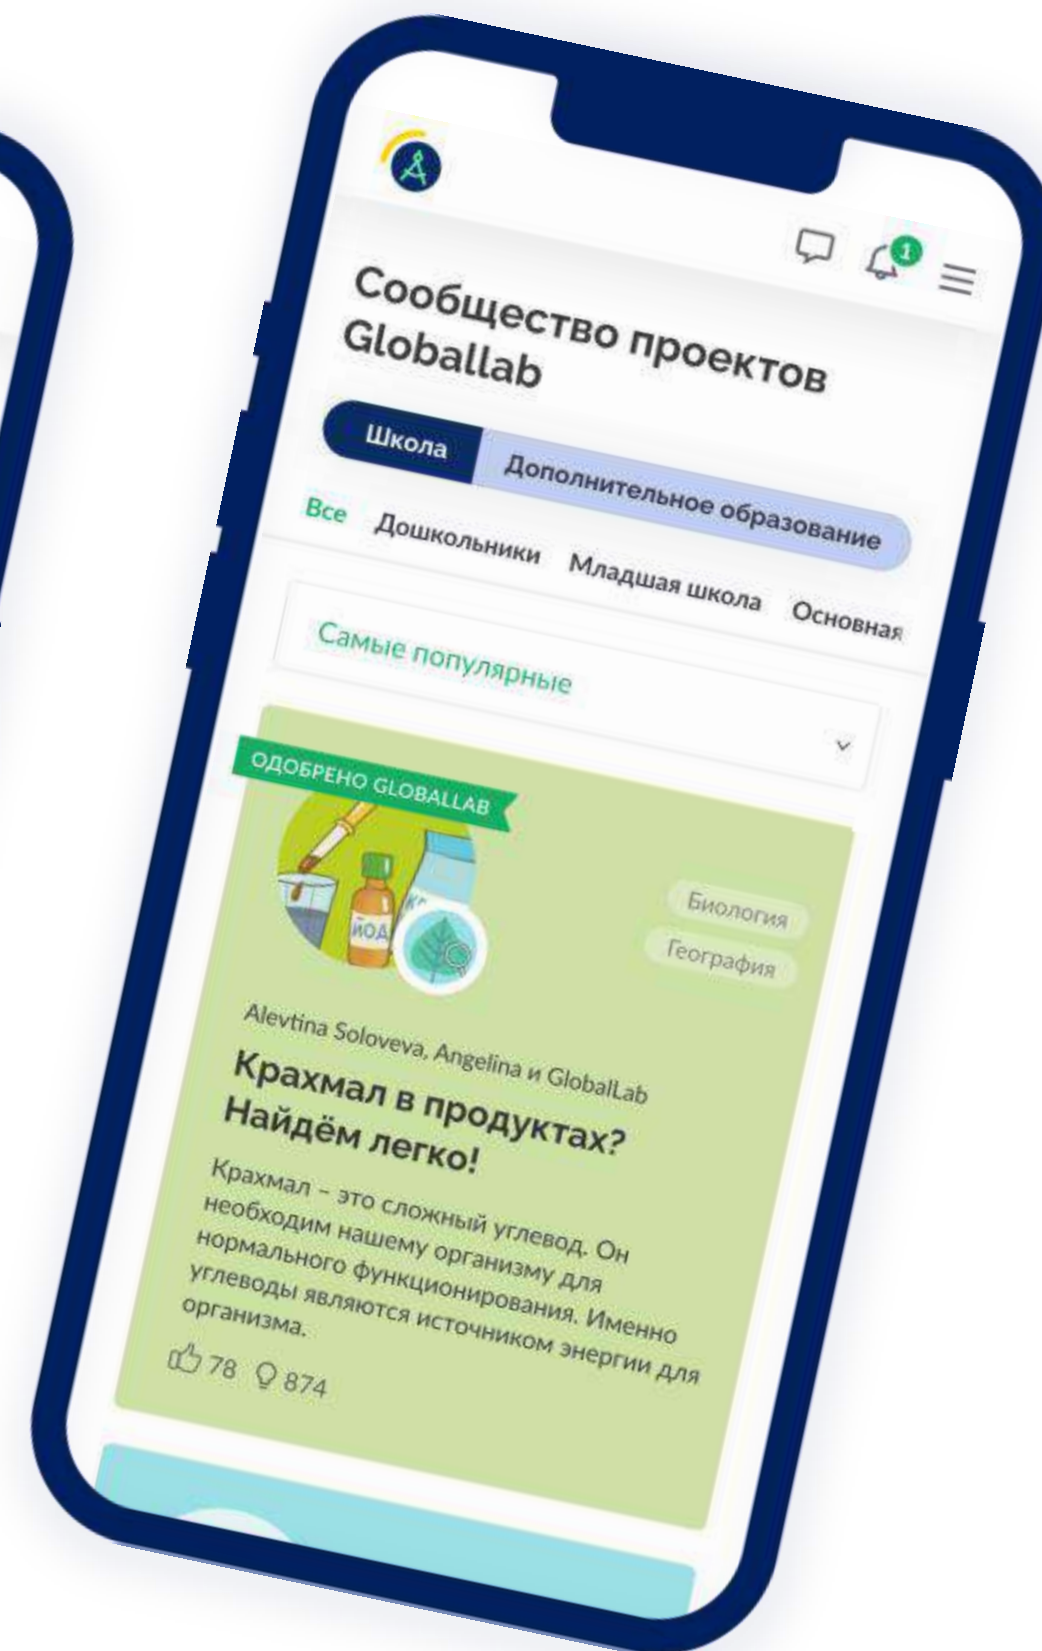 1
Сообщество проектов
Globallab
Школа
Дополнительное образование
Все
Дошкольники
Младшая школа
Основная
Самые популярные
ОДОБРЕНО GLOBALLAB
ЙОД
Биология
География
Alevtina Soloveva, Angelina и GlobalLab
Крахмал в продуктах?
Найдём легко!
Крахмал – это сложный углевод. Он
необходим нашему организму для
нормального функционирования. Именно
углеводы являются источником энергии для
организма.
78
874